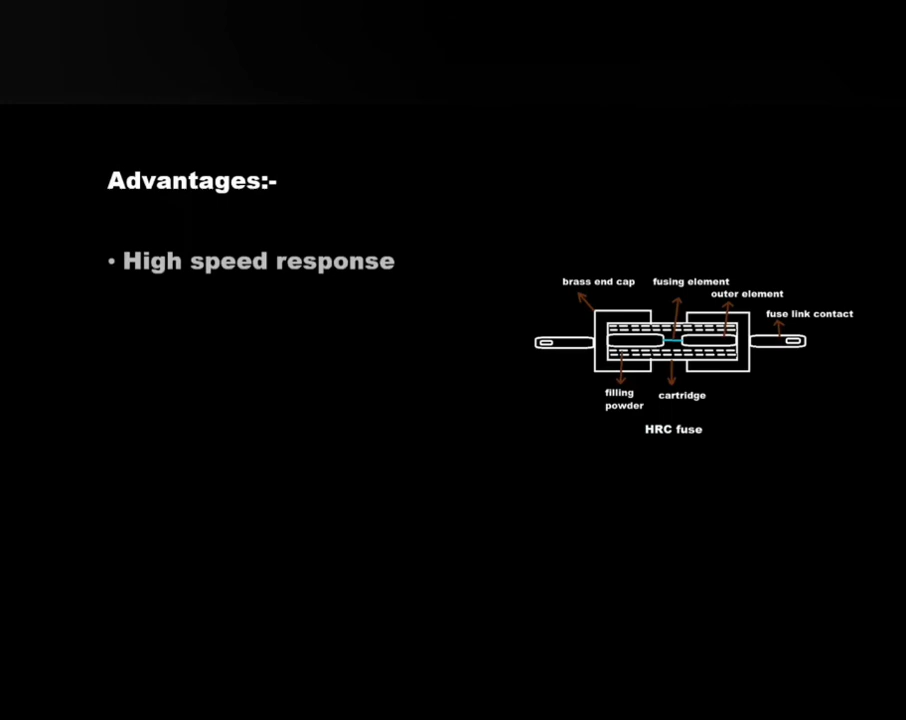 Advantages:-
• High speed response
brass end cap
fusing element
outer element
fuse link contact
filling
powder
cartridge
HRC fuse